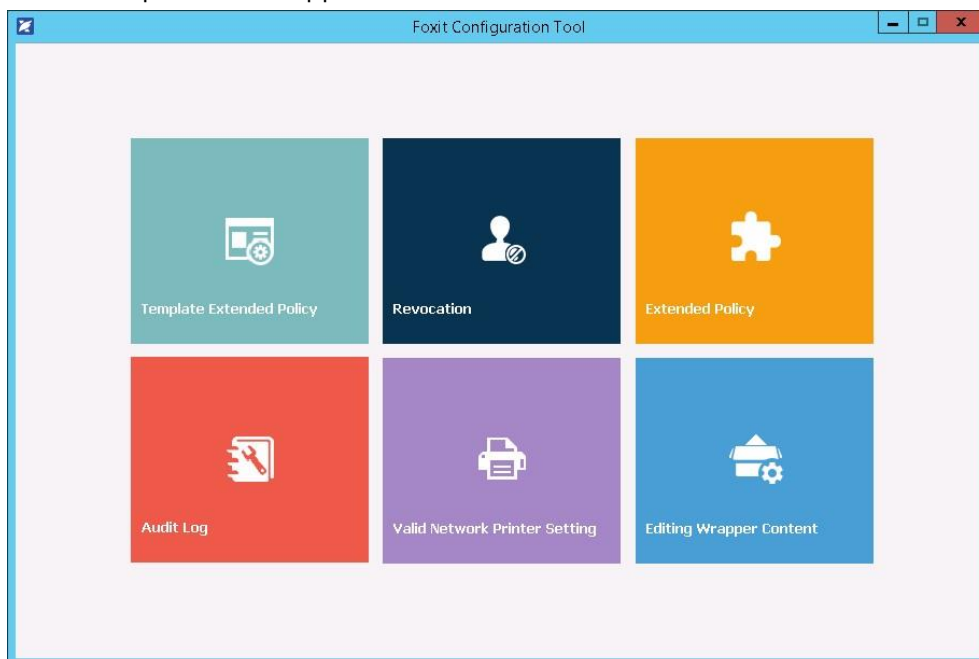 Foxit Configuration Tool
Template Extended Policy
Revocation
Extended Policy
Audit Log
Valid Network Printer Setting
Editing Wrapper Content